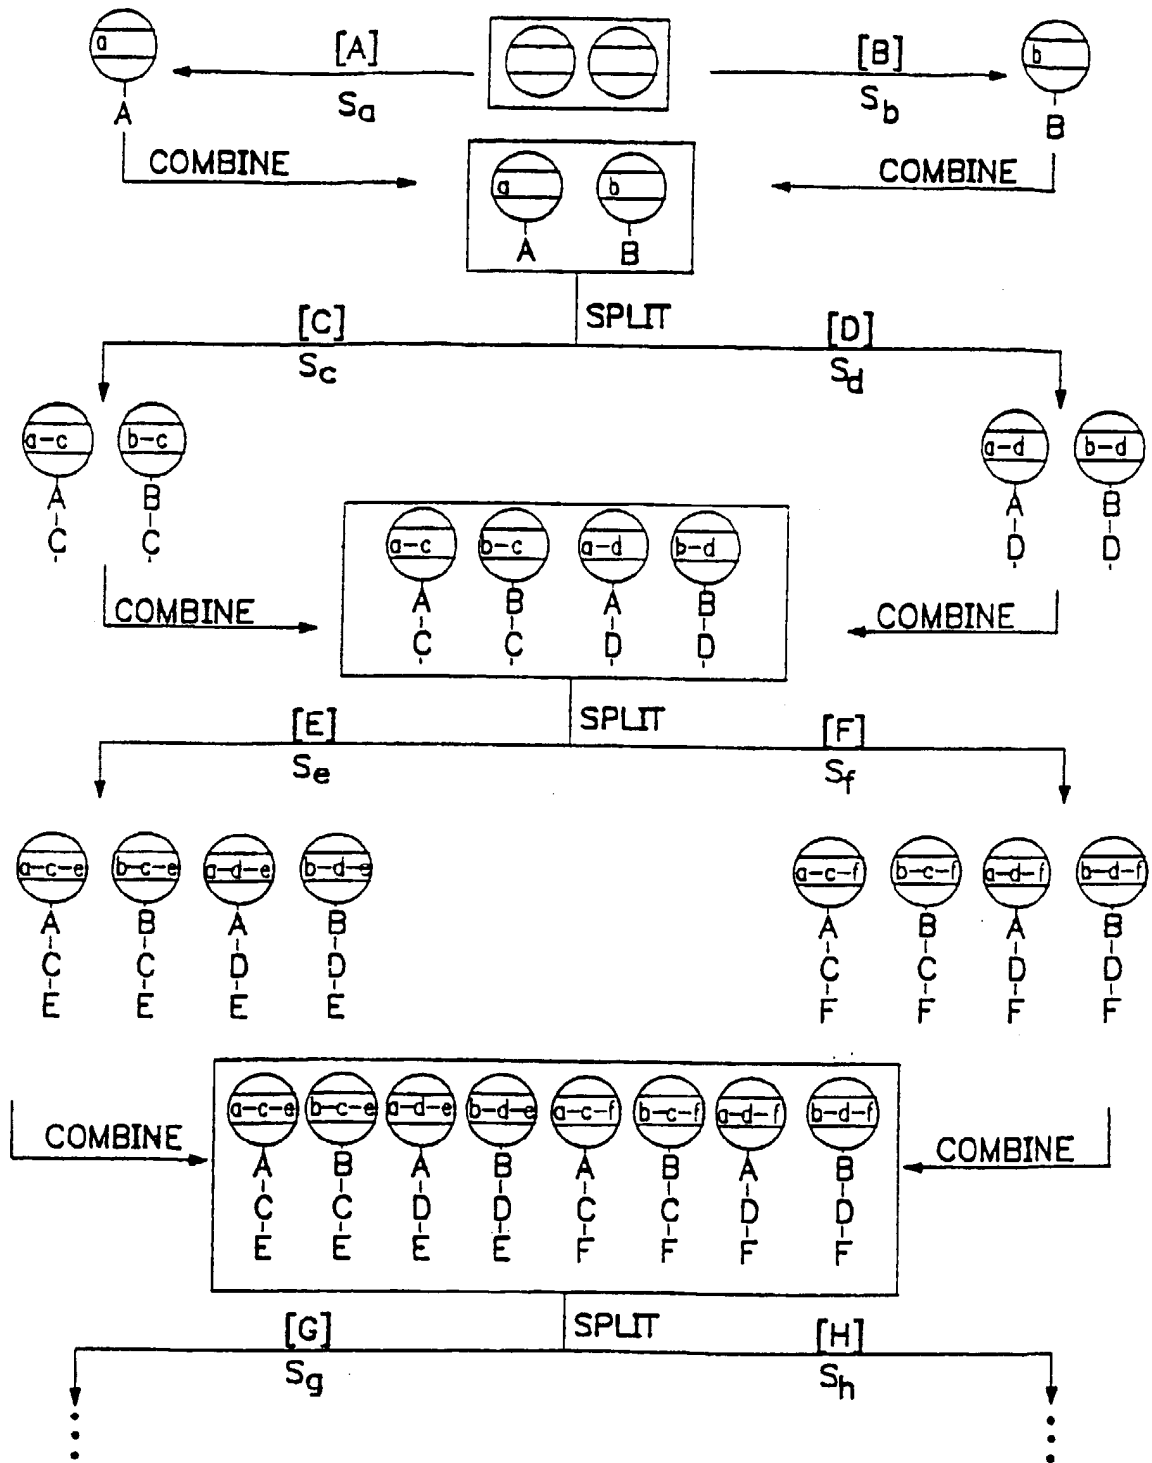 a [A] [B] b
Sa Sb
A B
COMBINE COMBINE
a b
A B
SPLIT
[C] [D]
Sc Sd
a-c b-c a-d b-d
A B A B
C C D D
a-c b-c a-d b-d
A B A B
C C D D
COMBINE COMBINE
SPLIT
[E] [F]
Se Sf
a-c-e b-c-e a-d-e b-d-e a-c-f b-c-f a-d-f b-d-f
A B A B A B A B
C C D D C C D D
E E E E F F F F
a-c-e b-c-e a-d-e b-d-e a-c-f b-c-f a-d-f b-d-f
COMBINE COMBINE
A B A B A B A B
C C D D C C D D
E E E E F F F F
SPLIT
[G] [H]
Sg Sh